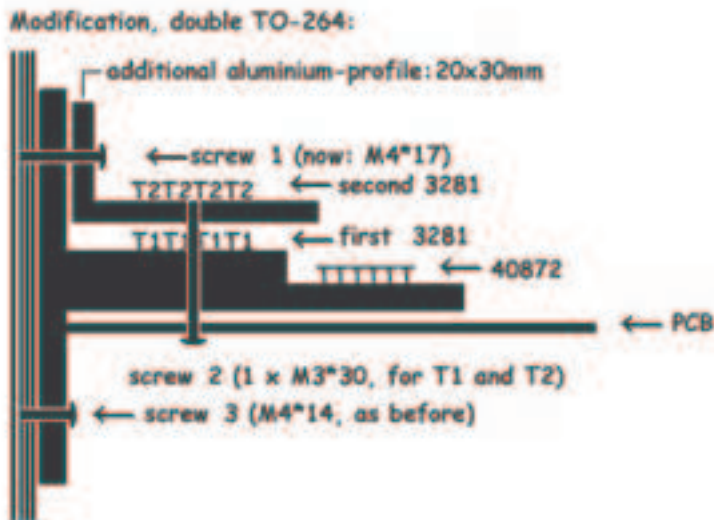 Modification, double TO-264:
additional aluminium-profile: 20x30mm
screw 1 (now: M4*17)
T2T2T2T2
second 3281
T1T1T1T1
first 3281
TTTTTT
40872
PCB
screw 2 (1 x M3*30, for T1 and T2)
screw 3 (M4*14, as before)